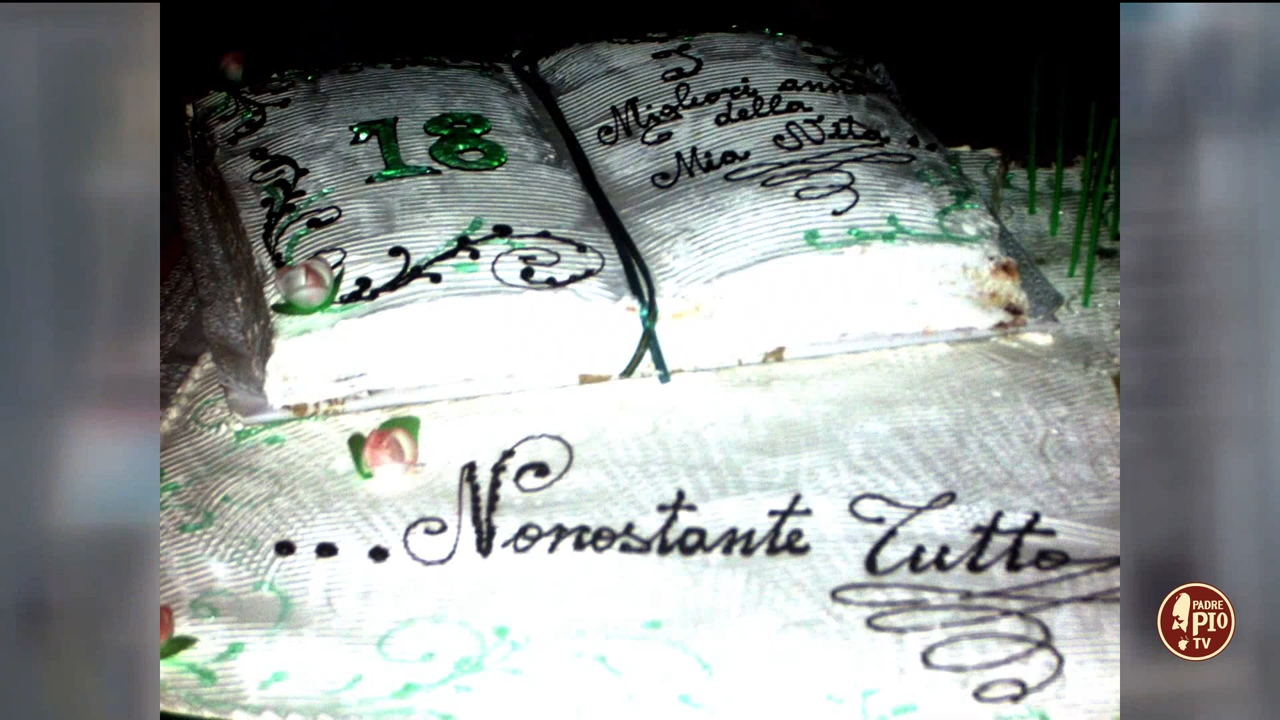 18
I
Migliori anni
della
Mia Vita...
...Nonostante Tutto
PADRE
PIO
TV